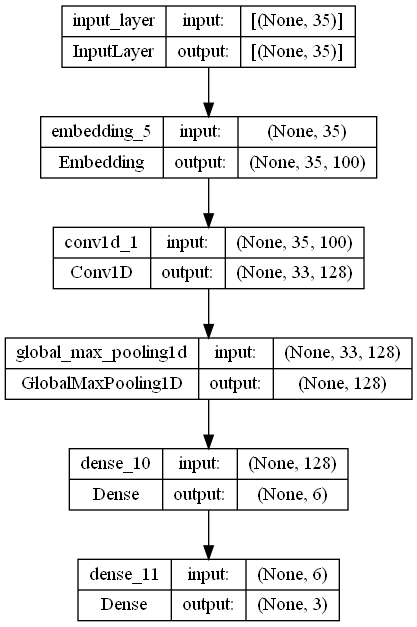 input_layer input: [(None, 35)]
InputLayer output: [(None, 35)]
embedding_5 input: (None, 35)
Embedding output: (None, 35, 100)
conv1d_1 input: (None, 35, 100)
Conv1D output: (None, 33, 128)
global_max_pooling1d input: (None, 33, 128)
GlobalMaxPooling1D output: (None, 128)
dense_10 input: (None, 128)
Dense output: (None, 6)
dense_11 input: (None, 6)
Dense output: (None, 3)